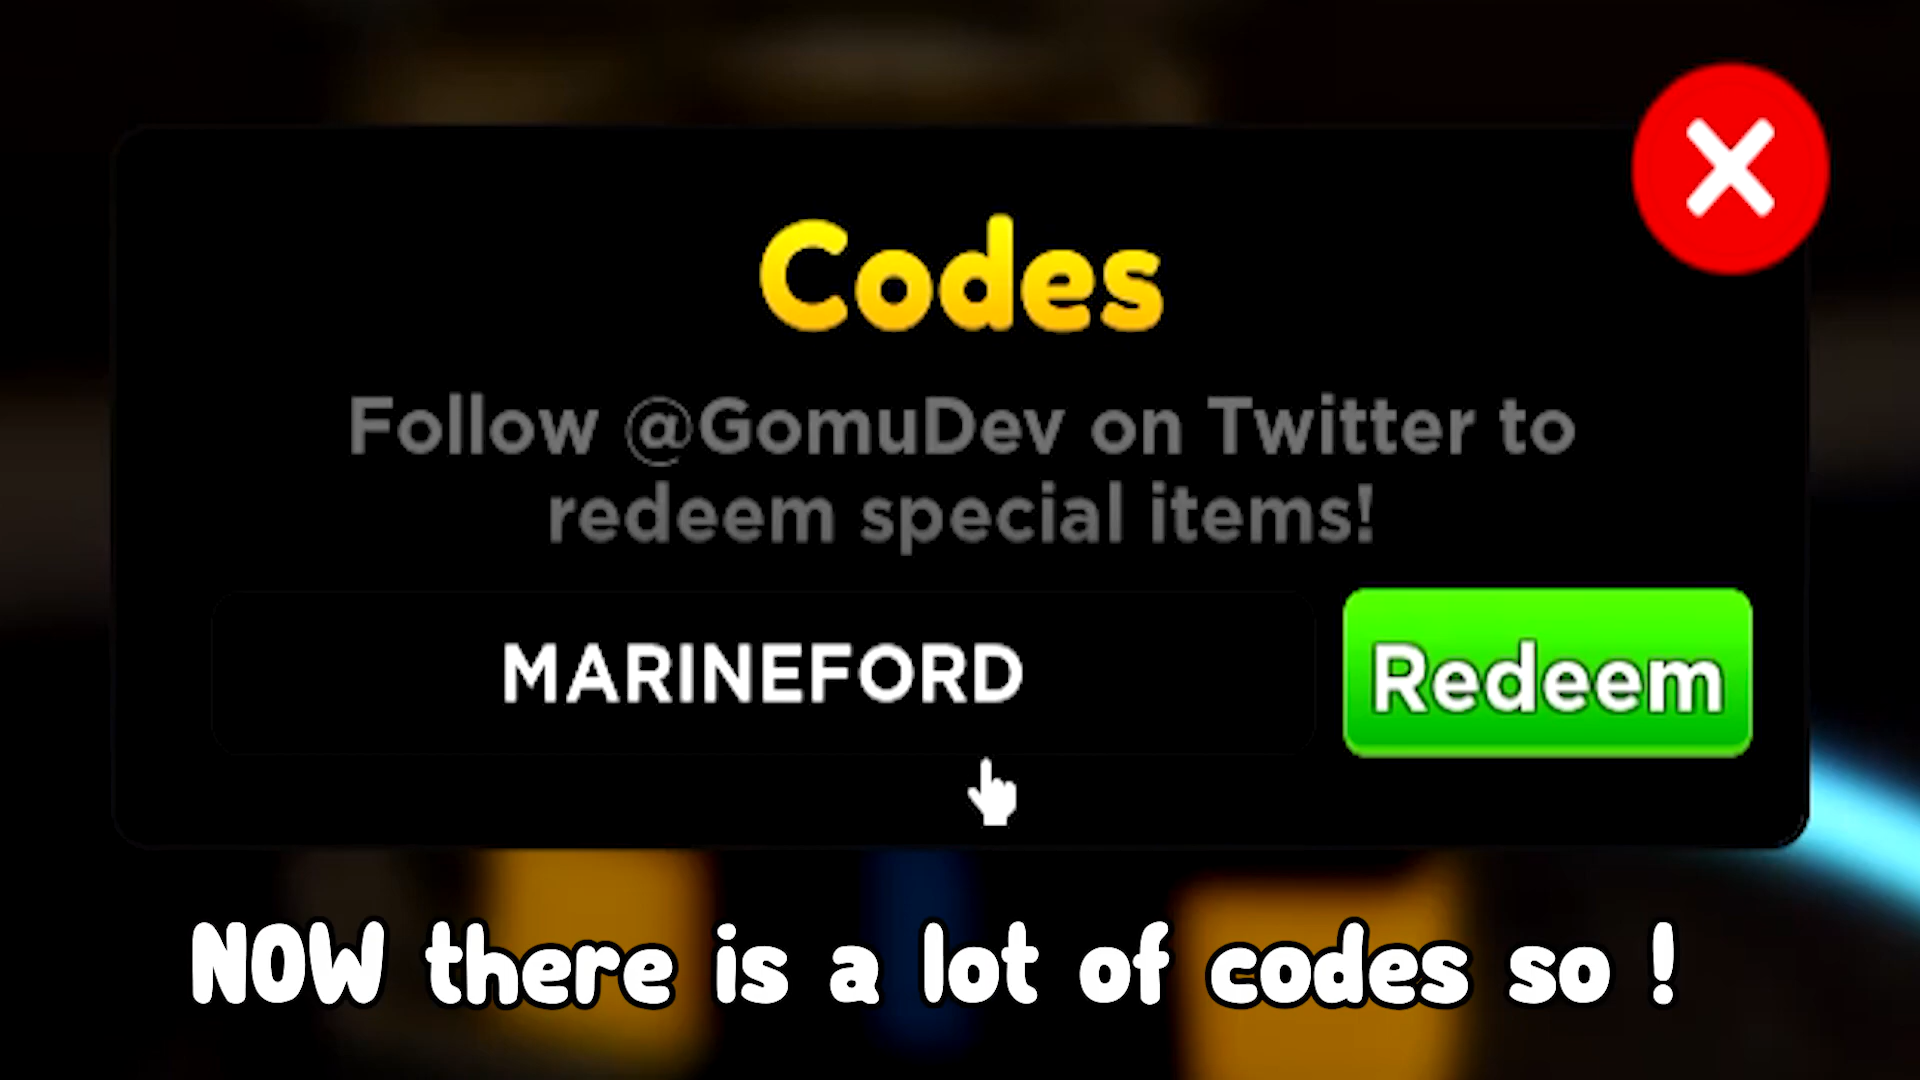 Codes
Follow @GomuDev on Twitter to
redeem special items!
MARINEFORD
Redeem
NOW there is a lot of codes so !